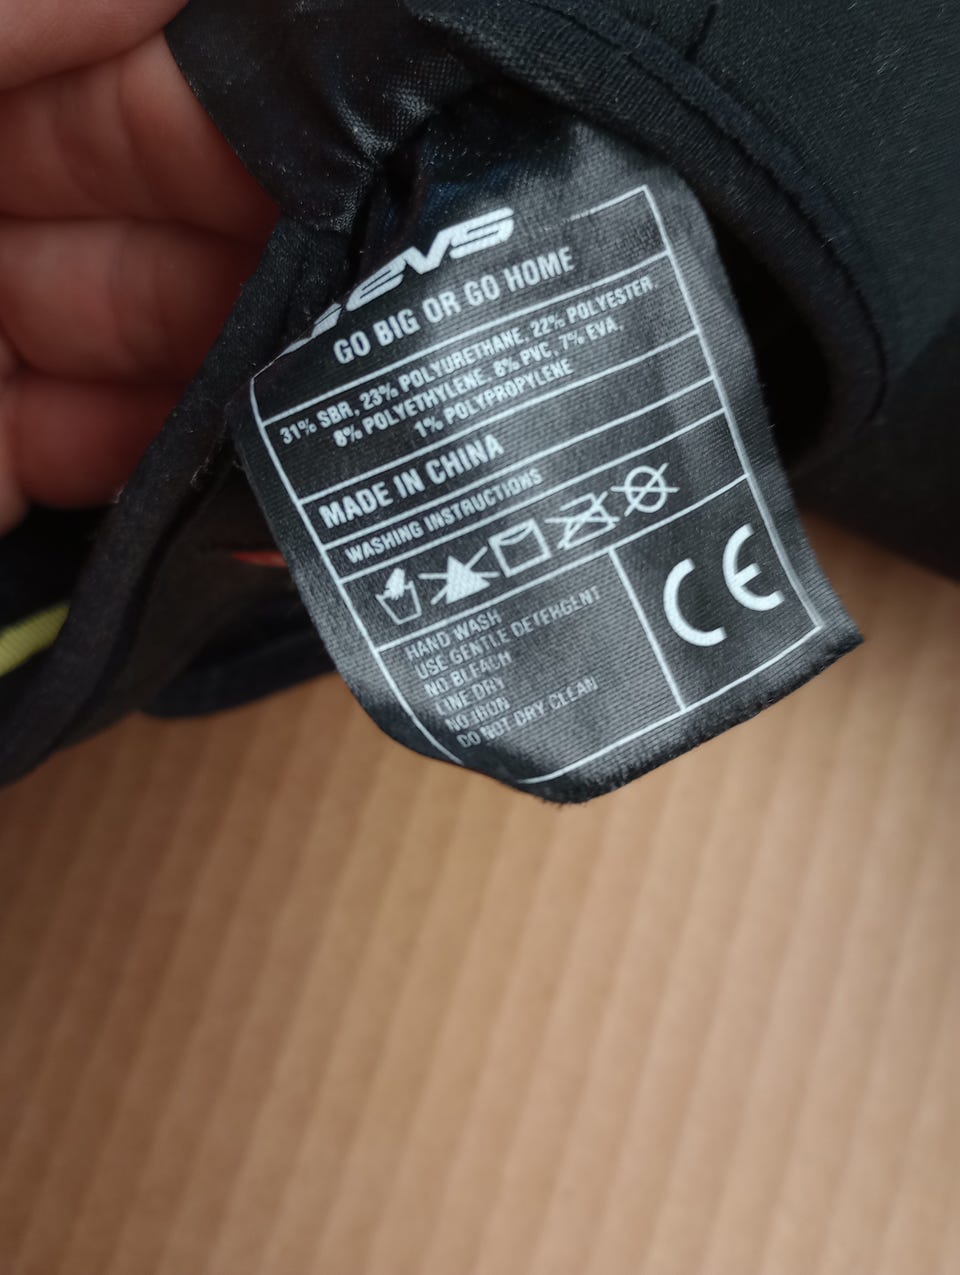 EVS
GO BIG OR GO HOME
31% SBR, 23% POLYURETHANE, 22% POLYESTER,
8% POLYETHYLENE, 8% PVC, 7% EVA,
1% POLYPROPYLENE
MADE IN CHINA
WASHING INSTRUCTIONS
HAND WASH
USE GENTLE DETERGENT
NO BLEACH
LINE DRY
NO IRON
DO NOT DRY CLEAN
CE